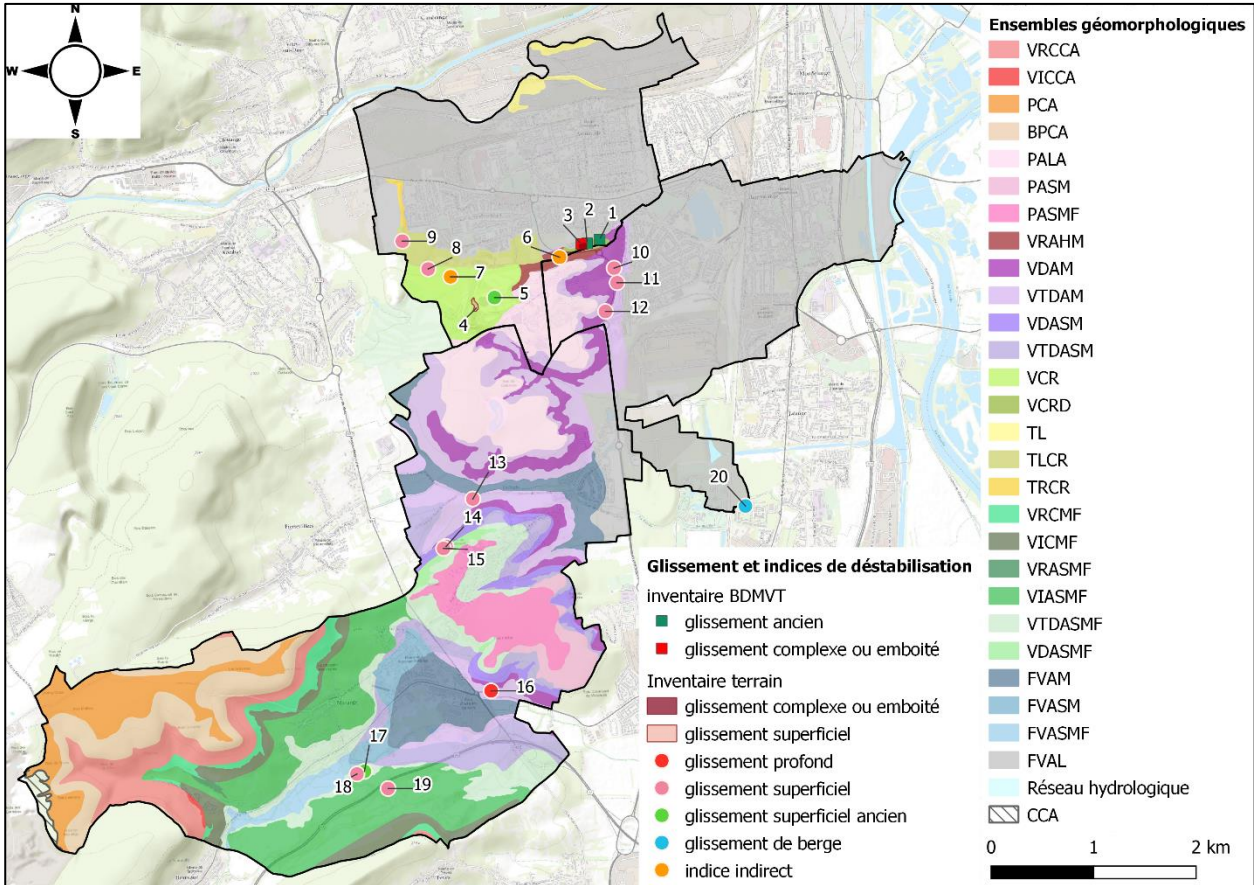 N
W
E
S
1
2
3
6
9
8
7
5
4
10
11
12
13
14
15
20
16
17
18
19
Ensembles géomorphologiques
VRCCA
VICCA
PCA
BPCA
PALA
PASM
PASMF
VRAHM
VDAM
VTDAM
VDASM
VTDASM
VCR
VCRD
TL
TLCR
TRCR
VRCMF
VICMF
VRASMF
VIASMF
VTDASMF
VDASMF
FVAM
FVASM
FVASMF
FVAL
Réseau hydrologique
CCA
Glissement et indices de déstabilisation
inventaire BDMVT
glissement ancien
glissement complexe ou emboité
Inventaire terrain
glissement complexe ou emboité
glissement superficiel
glissement profond
glissement superficiel
glissement superficiel ancien
glissement de berge
indice indirect
0 1 2 km